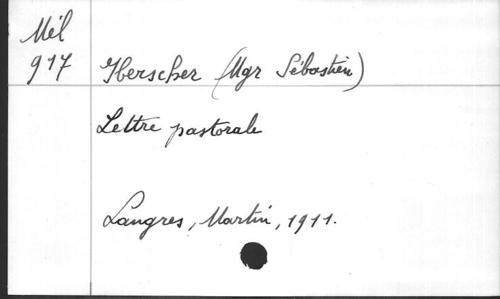 Mél
917
Herscher (Mgr Sébastien)
Lettre pastorale
Langres, Martin, 1911.